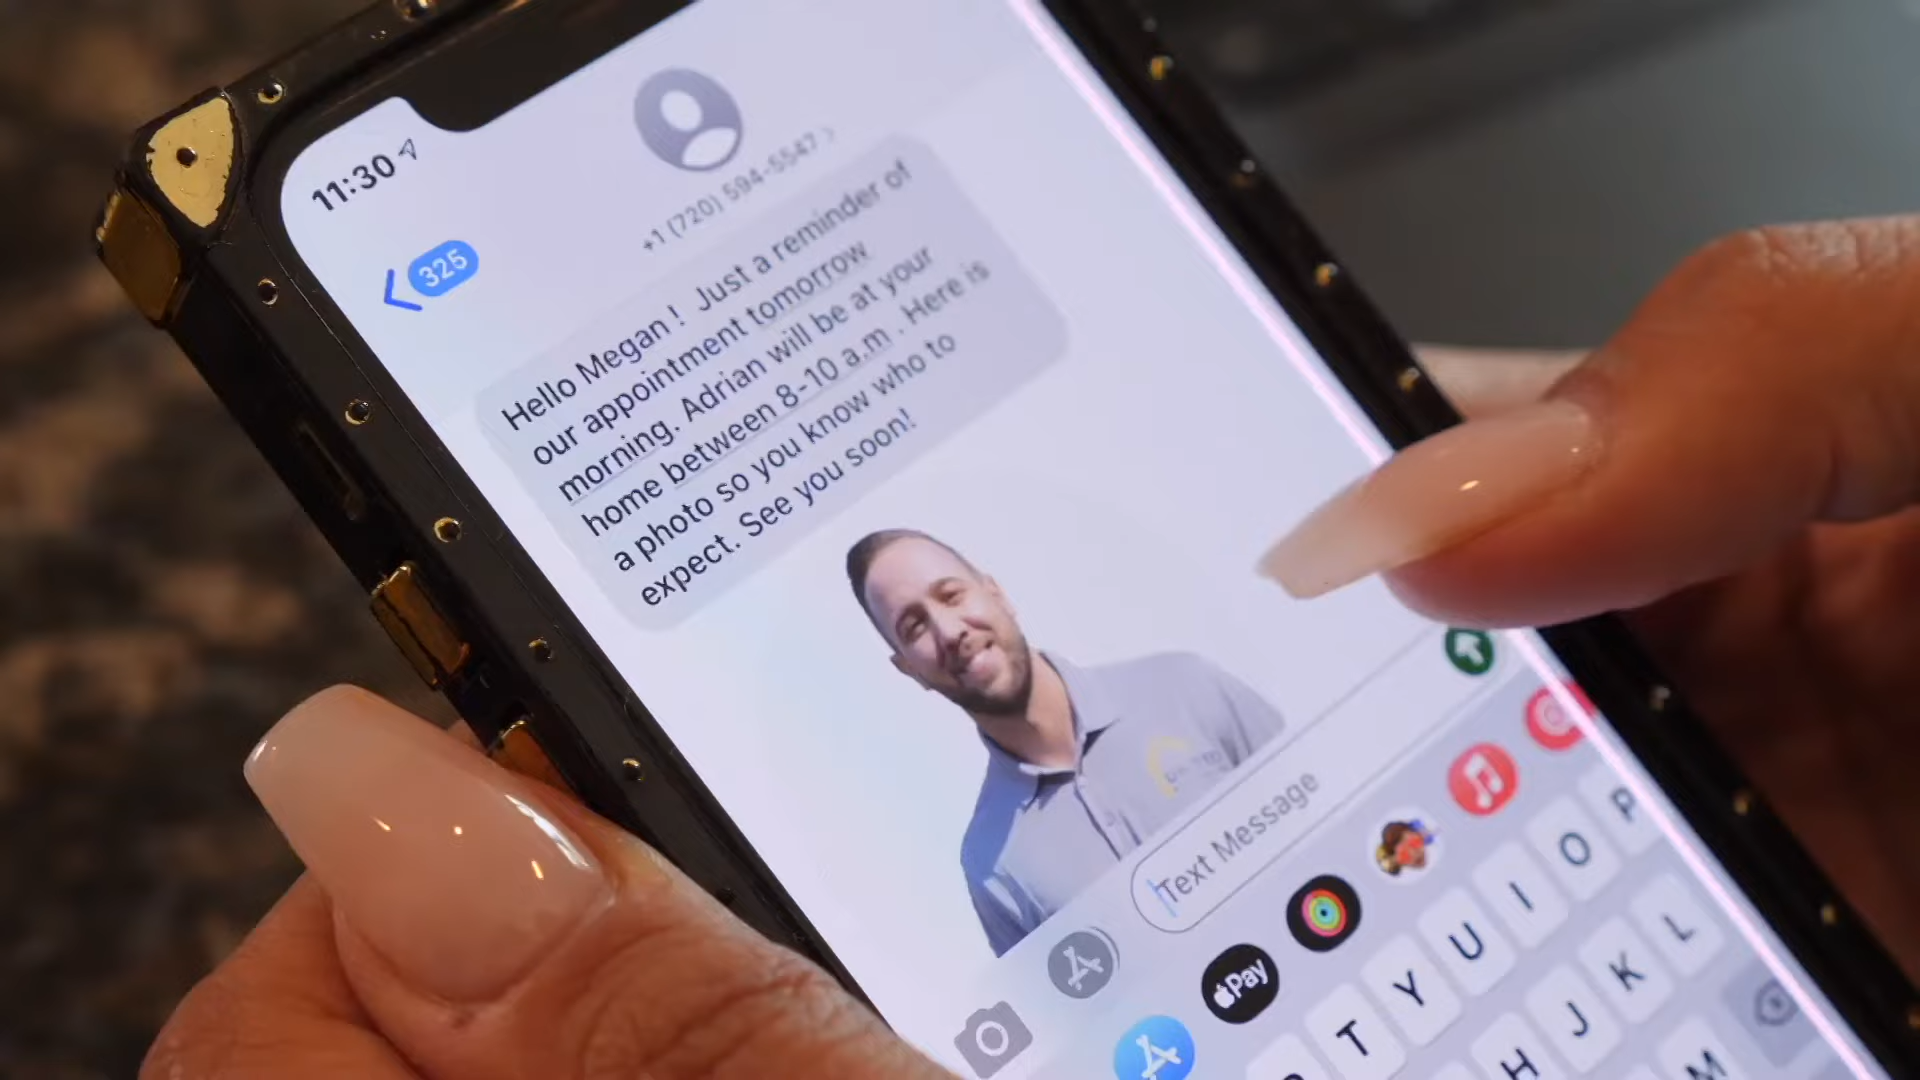 11:30
325
+1 (720) 594-5547 >
Hello Megan ! Just a reminder of
our appointment tomorrow
morning. Adrian will be at your
home between 8-10 a.m . Here is
a photo so you know who to
expect. See you soon!
Text Message
Pay
T Y U I O P
H J K L
M